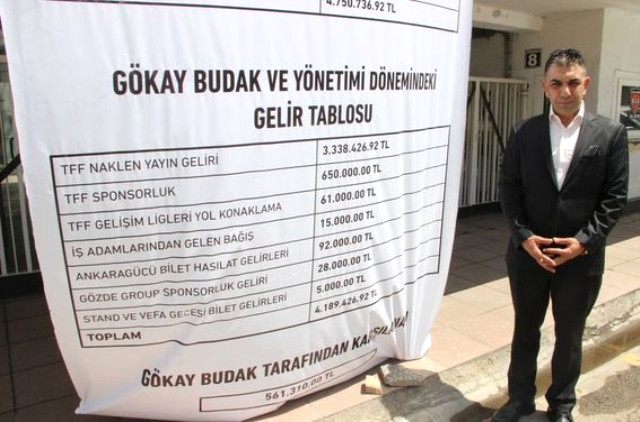 4.750.736.92 TL
8
GÖKAY BUDAK VE YÖNETİMİ DÖNEMİNDEKİ
GELİR TABLOSU
TFF NAKLEN YAYIN GELİRİ 3.338.426.92 TL
TFF SPONSORLUK 650.000.00 TL
TFF GELİŞİM LİGLERİ YOL KONAKLAMA 61.000.00 TL
İŞ ADAMLARINDAN GELEN BAĞIŞ 15.000.00 TL
ANKARAGÜCÜ BİLET HASILAT GELİRLERİ 92.000.00 TL
GÖZDE GROUP SPONSORLUK GELİRİ 28.000.00 TL
STAND VE VEFA GECESİ BİLET GELİRLERİ 5.000.00 TL
TOPLAM 4.189.426.92 TL
GÖKAY BUDAK TARAFINDAN
561.310.00 TL